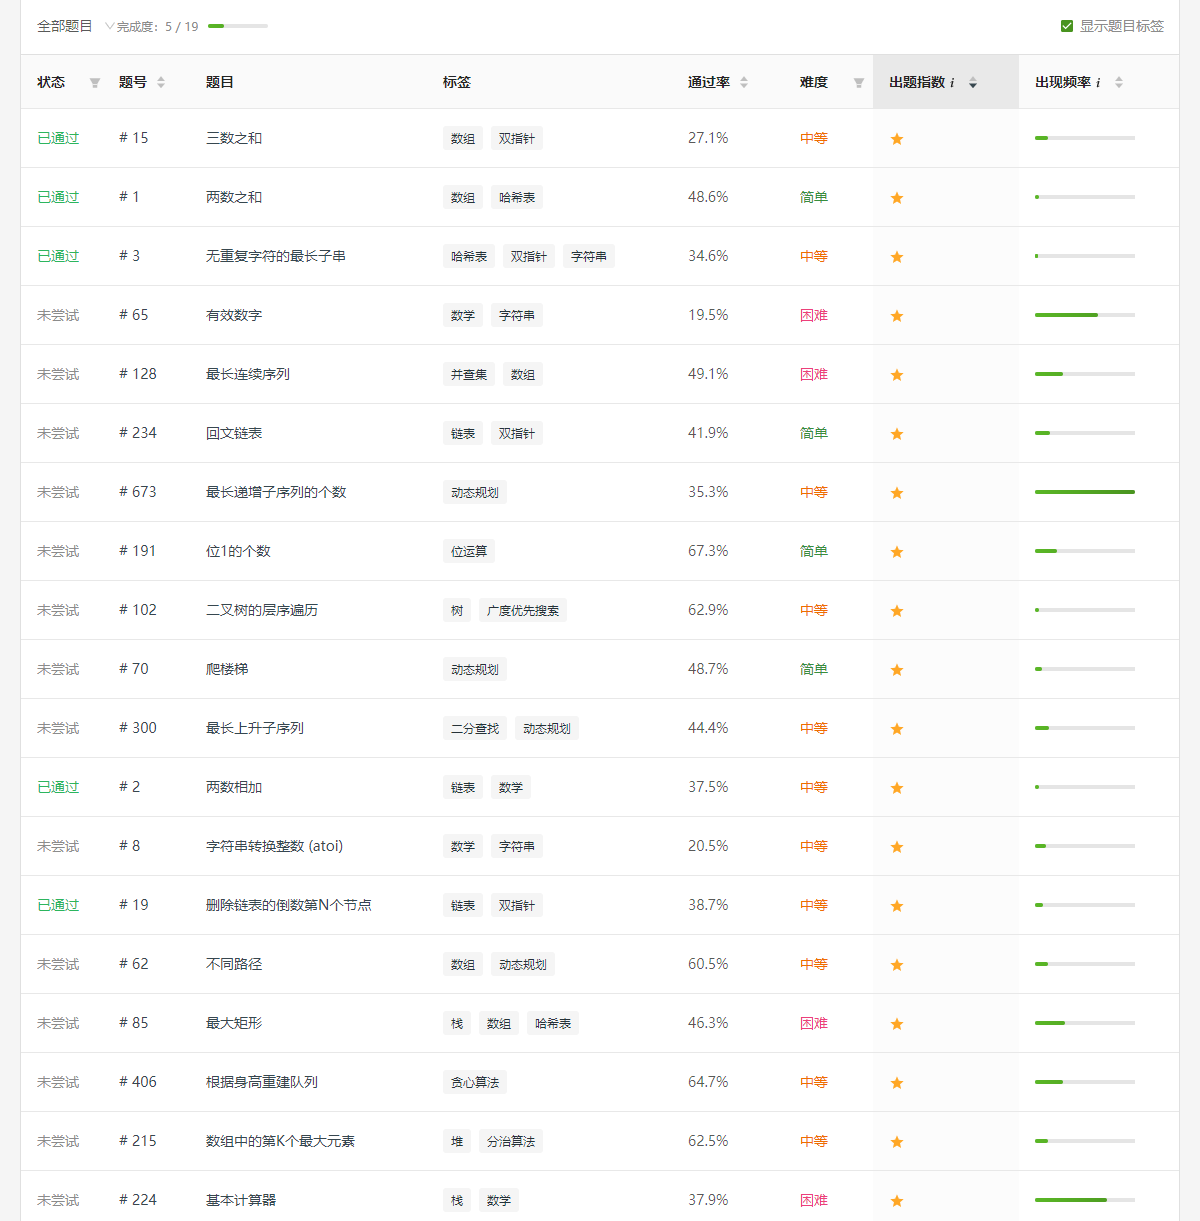 全部题目 完成度：5 / 19 显示题目标签
状态 题号 题目 标签 通过率 难度 出题指数 i 出现频率 i
已通过 # 15 三数之和 数组 双指针 27.1% 中等
已通过 # 1 两数之和 数组 哈希表 48.6% 简单
已通过 # 3 无重复字符的最长子串 哈希表 双指针 字符串 34.6% 中等
未尝试 # 65 有效数字 数学 字符串 19.5% 困难
未尝试 # 128 最长连续序列 并查集 数组 49.1% 困难
未尝试 # 234 回文链表 链表 双指针 41.9% 简单
未尝试 # 673 最长递增子序列的个数 动态规划 35.3% 中等
未尝试 # 191 位1的个数 位运算 67.3% 简单
未尝试 # 102 二叉树的层序遍历 树 广度优先搜索 62.9% 中等
未尝试 # 70 爬楼梯 动态规划 48.7% 简单
未尝试 # 300 最长上升子序列 二分查找 动态规划 44.4% 中等
已通过 # 2 两数相加 链表 数学 37.5% 中等
未尝试 # 8 字符串转换整数 (atoi) 数学 字符串 20.5% 中等
已通过 # 19 删除链表的倒数第N个节点 链表 双指针 38.7% 中等
未尝试 # 62 不同路径 数组 动态规划 60.5% 中等
未尝试 # 85 最大矩形 栈 数组 哈希表 46.3% 困难
未尝试 # 406 根据身高重建队列 贪心算法 64.7% 中等
未尝试 # 215 数组中的第K个最大元素 堆 分治算法 62.5% 中等
未尝试 # 224 基本计算器 栈 数学 37.9% 困难